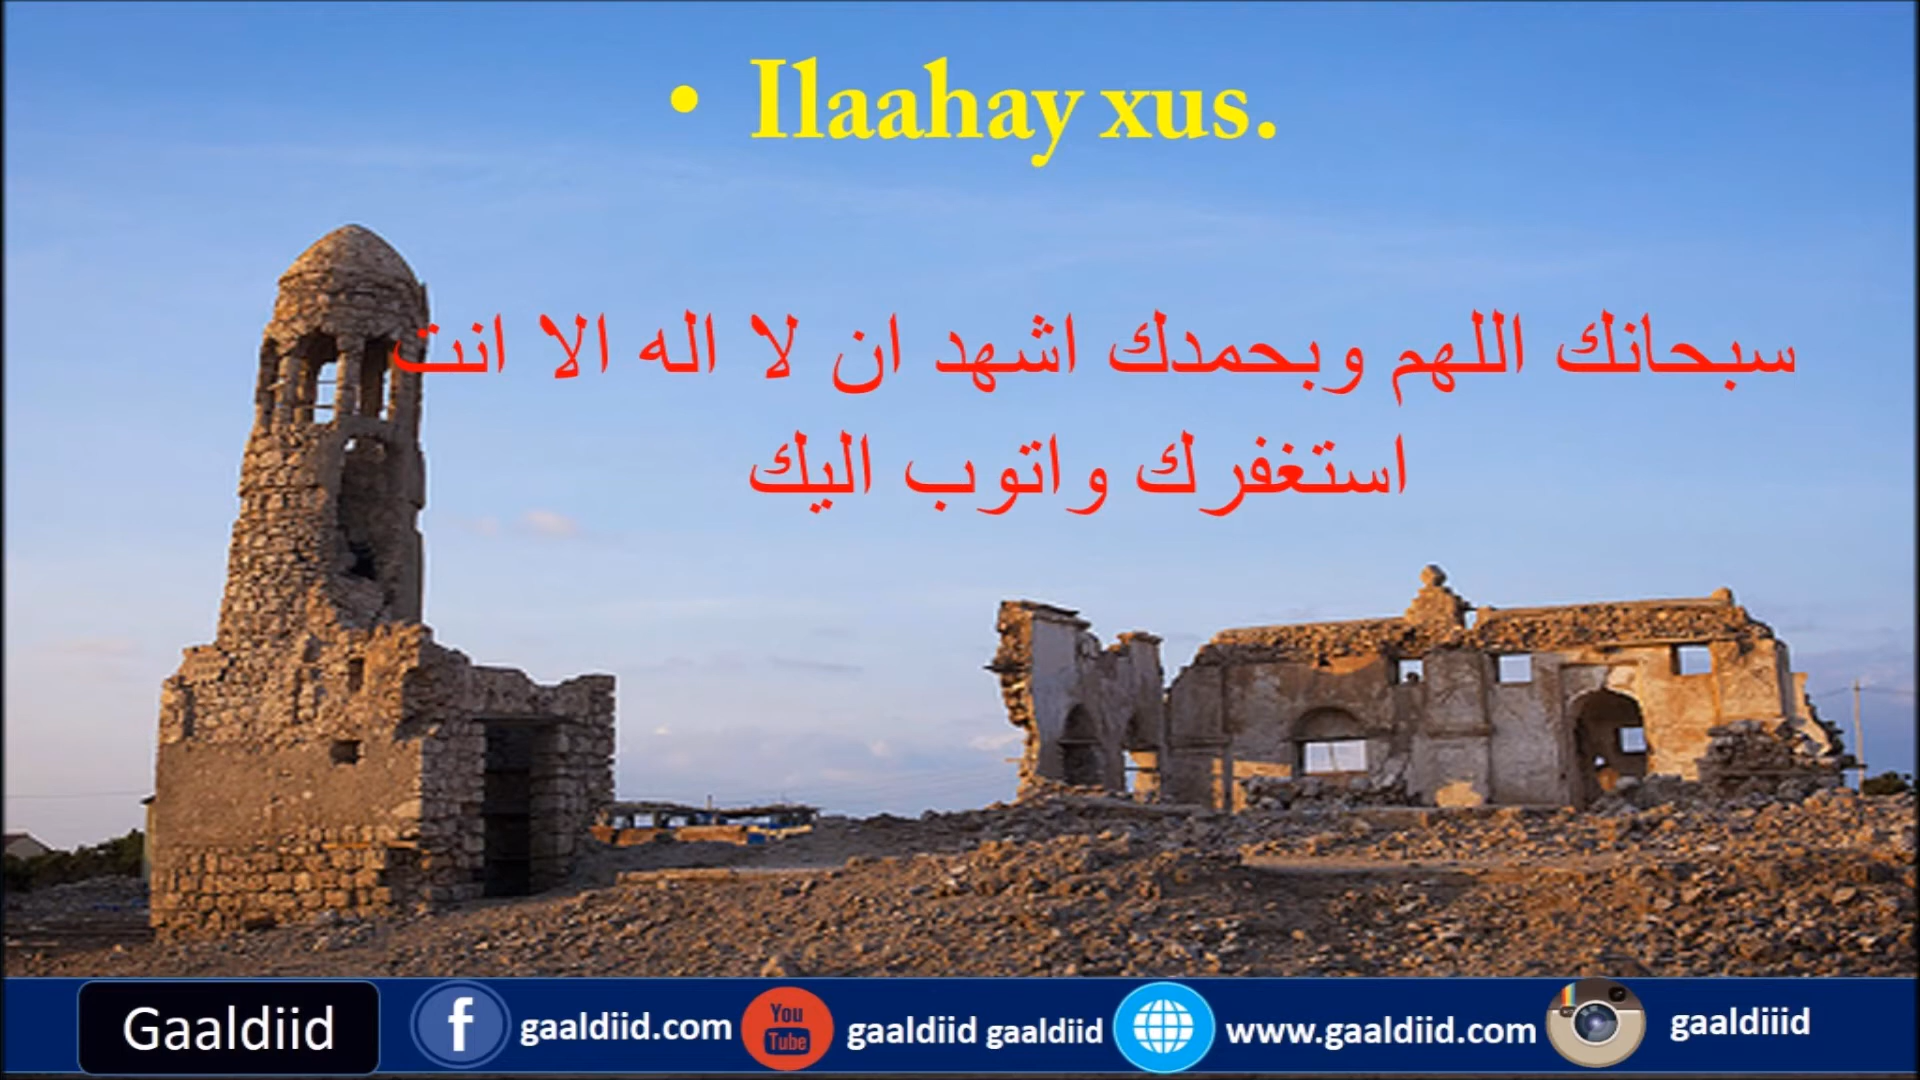 • Ilaahay xus.
سبحانك اللهم وبحمدك اشهد ان لا اله الا انت
استغفرك واتوب اليك
Gaaldiid
gaaldiid.com
You
Tube
gaaldiid gaaldiid
www.gaaldiid.com
gaaldiiid